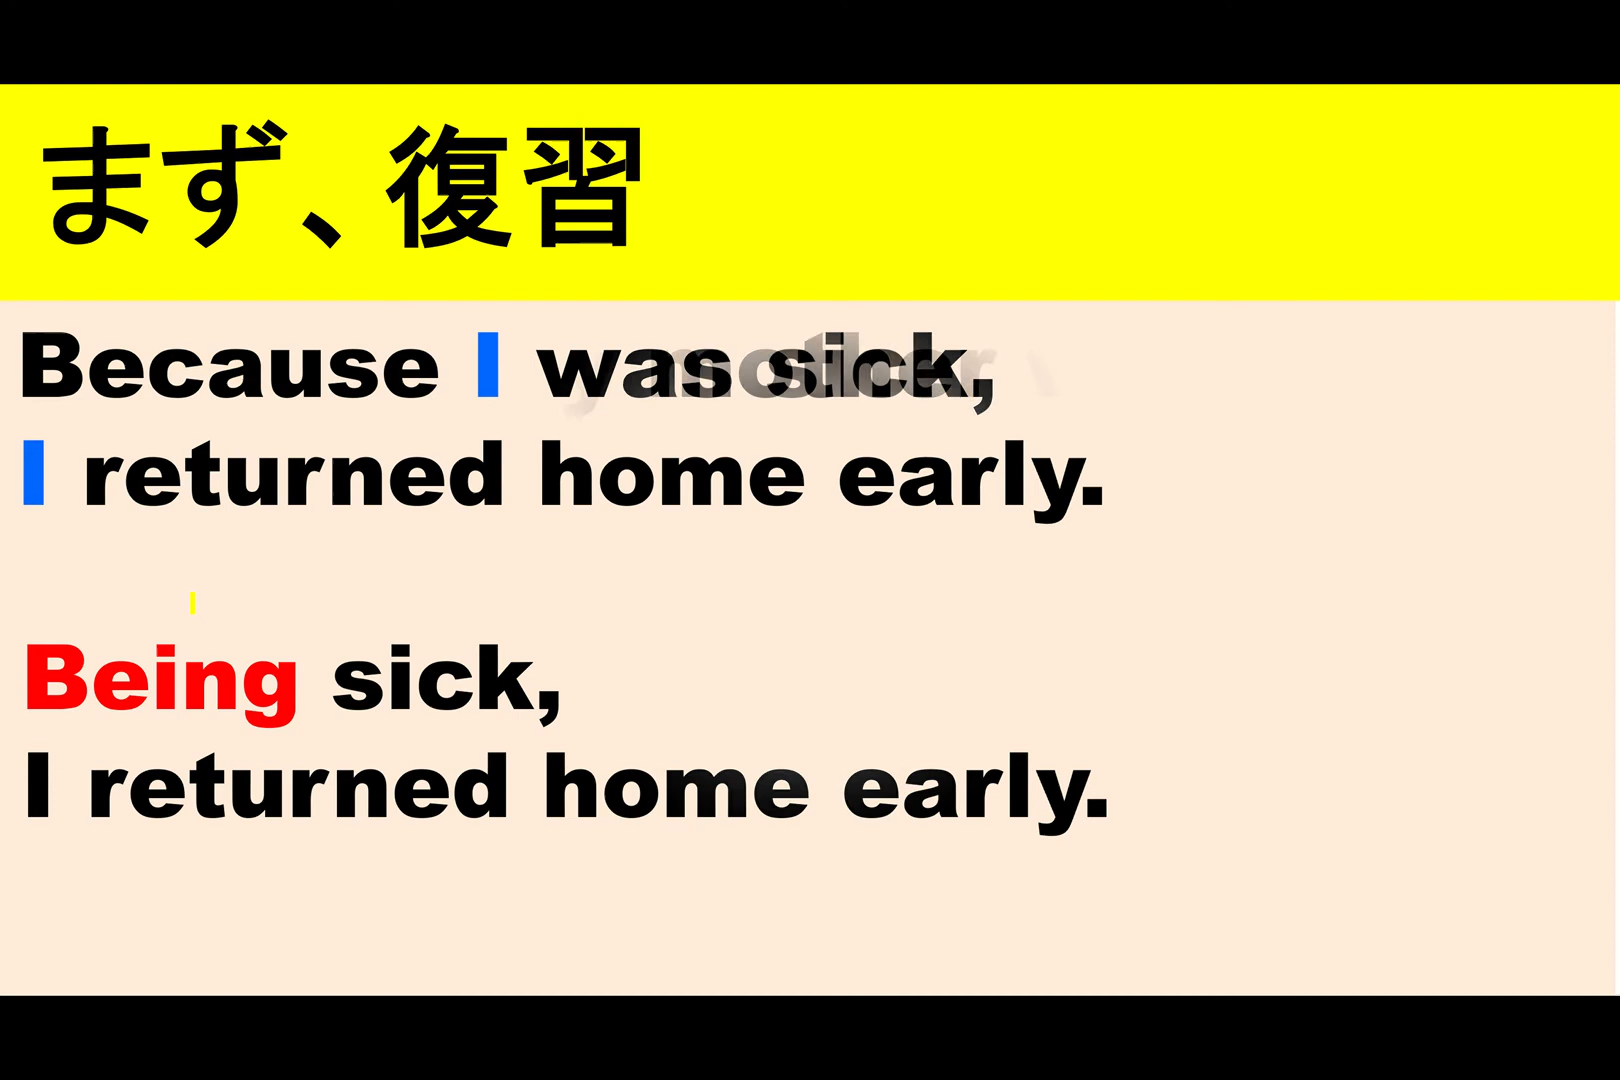 まず、復習
Because I was sick,
I returned home early.
Being sick,
I returned home early.